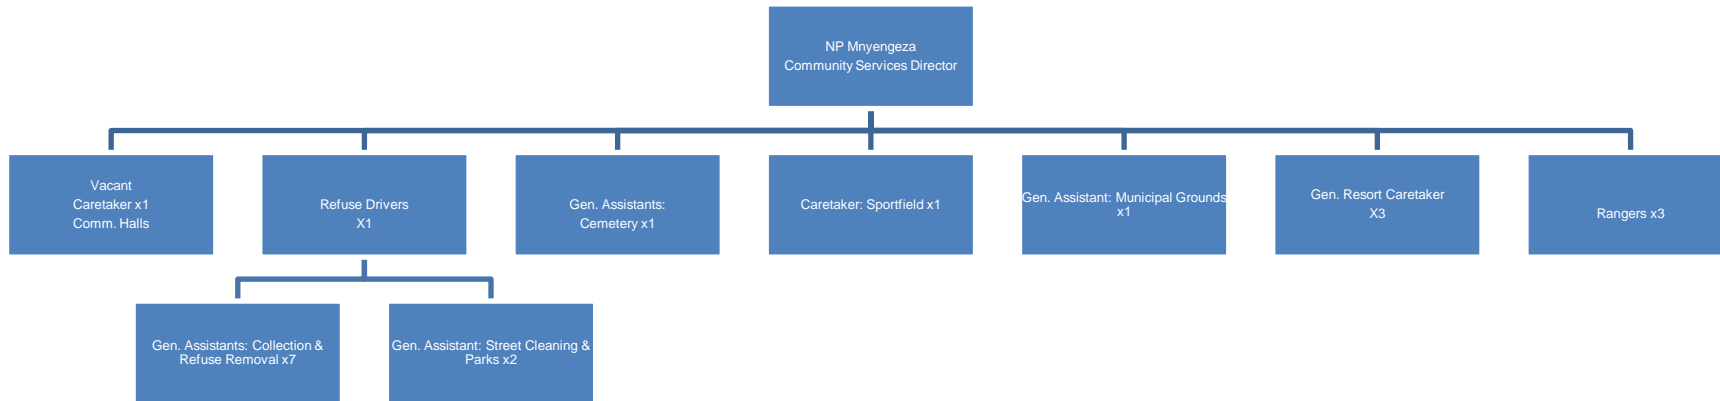 NP Mnyengeza
Community Services Director
Vacant
Caretaker x1
Comm. Halls
Refuse Drivers
X1
Gen. Assistants:
Cemetery x1
Caretaker: Sportfield x1
Gen. Assistant: Municipal Grounds
x1
Gen. Resort Caretaker
X3
Rangers x3
Gen. Assistants: Collection &
Refuse Removal x7
Gen. Assistant: Street Cleaning &
Parks x2